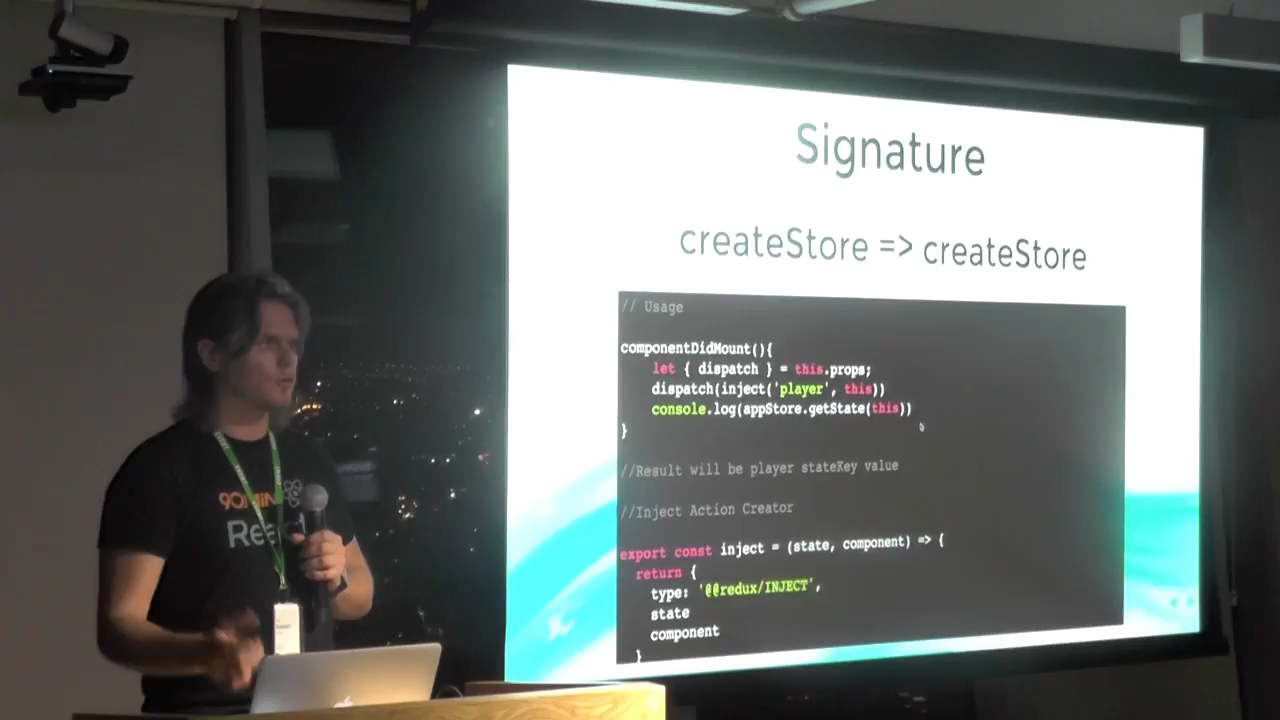 Signature
createStore => createStore
// Usage
componentDidMount(){
let { dispatch } = this.props;
dispatch(inject('player', this))
console.log(appStore.getState(this))
}
//Result will be player stateKey value
//Inject Action Creator
export const inject = (state, component) => {
return {
type: '@@redux/INJECT',
state
component
}